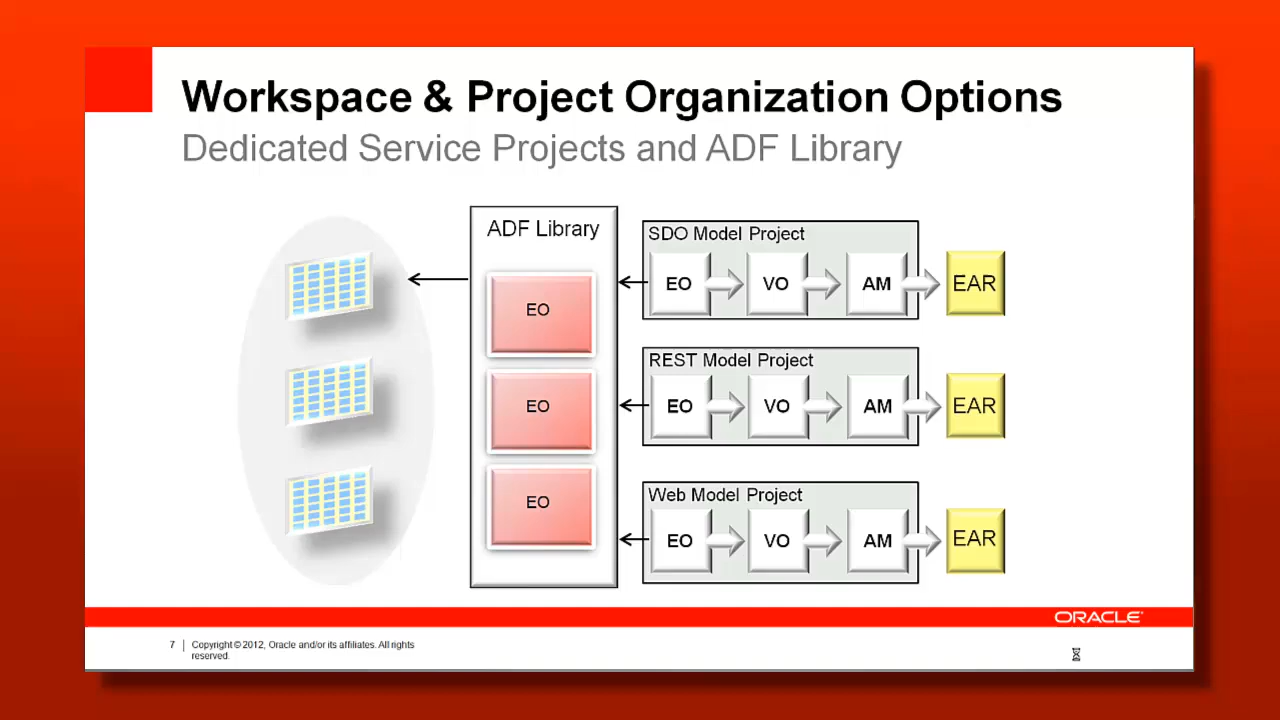 Workspace & Project Organization Options
Dedicated Service Projects and ADF Library
ADF Library
EO
EO
EO
SDO Model Project
EO
VO
AM
EAR
REST Model Project
EO
VO
AM
EAR
Web Model Project
EO
VO
AM
EAR
ORACLE
7 | Copyright © 2012, Oracle and/or its affiliates. All rights
reserved.